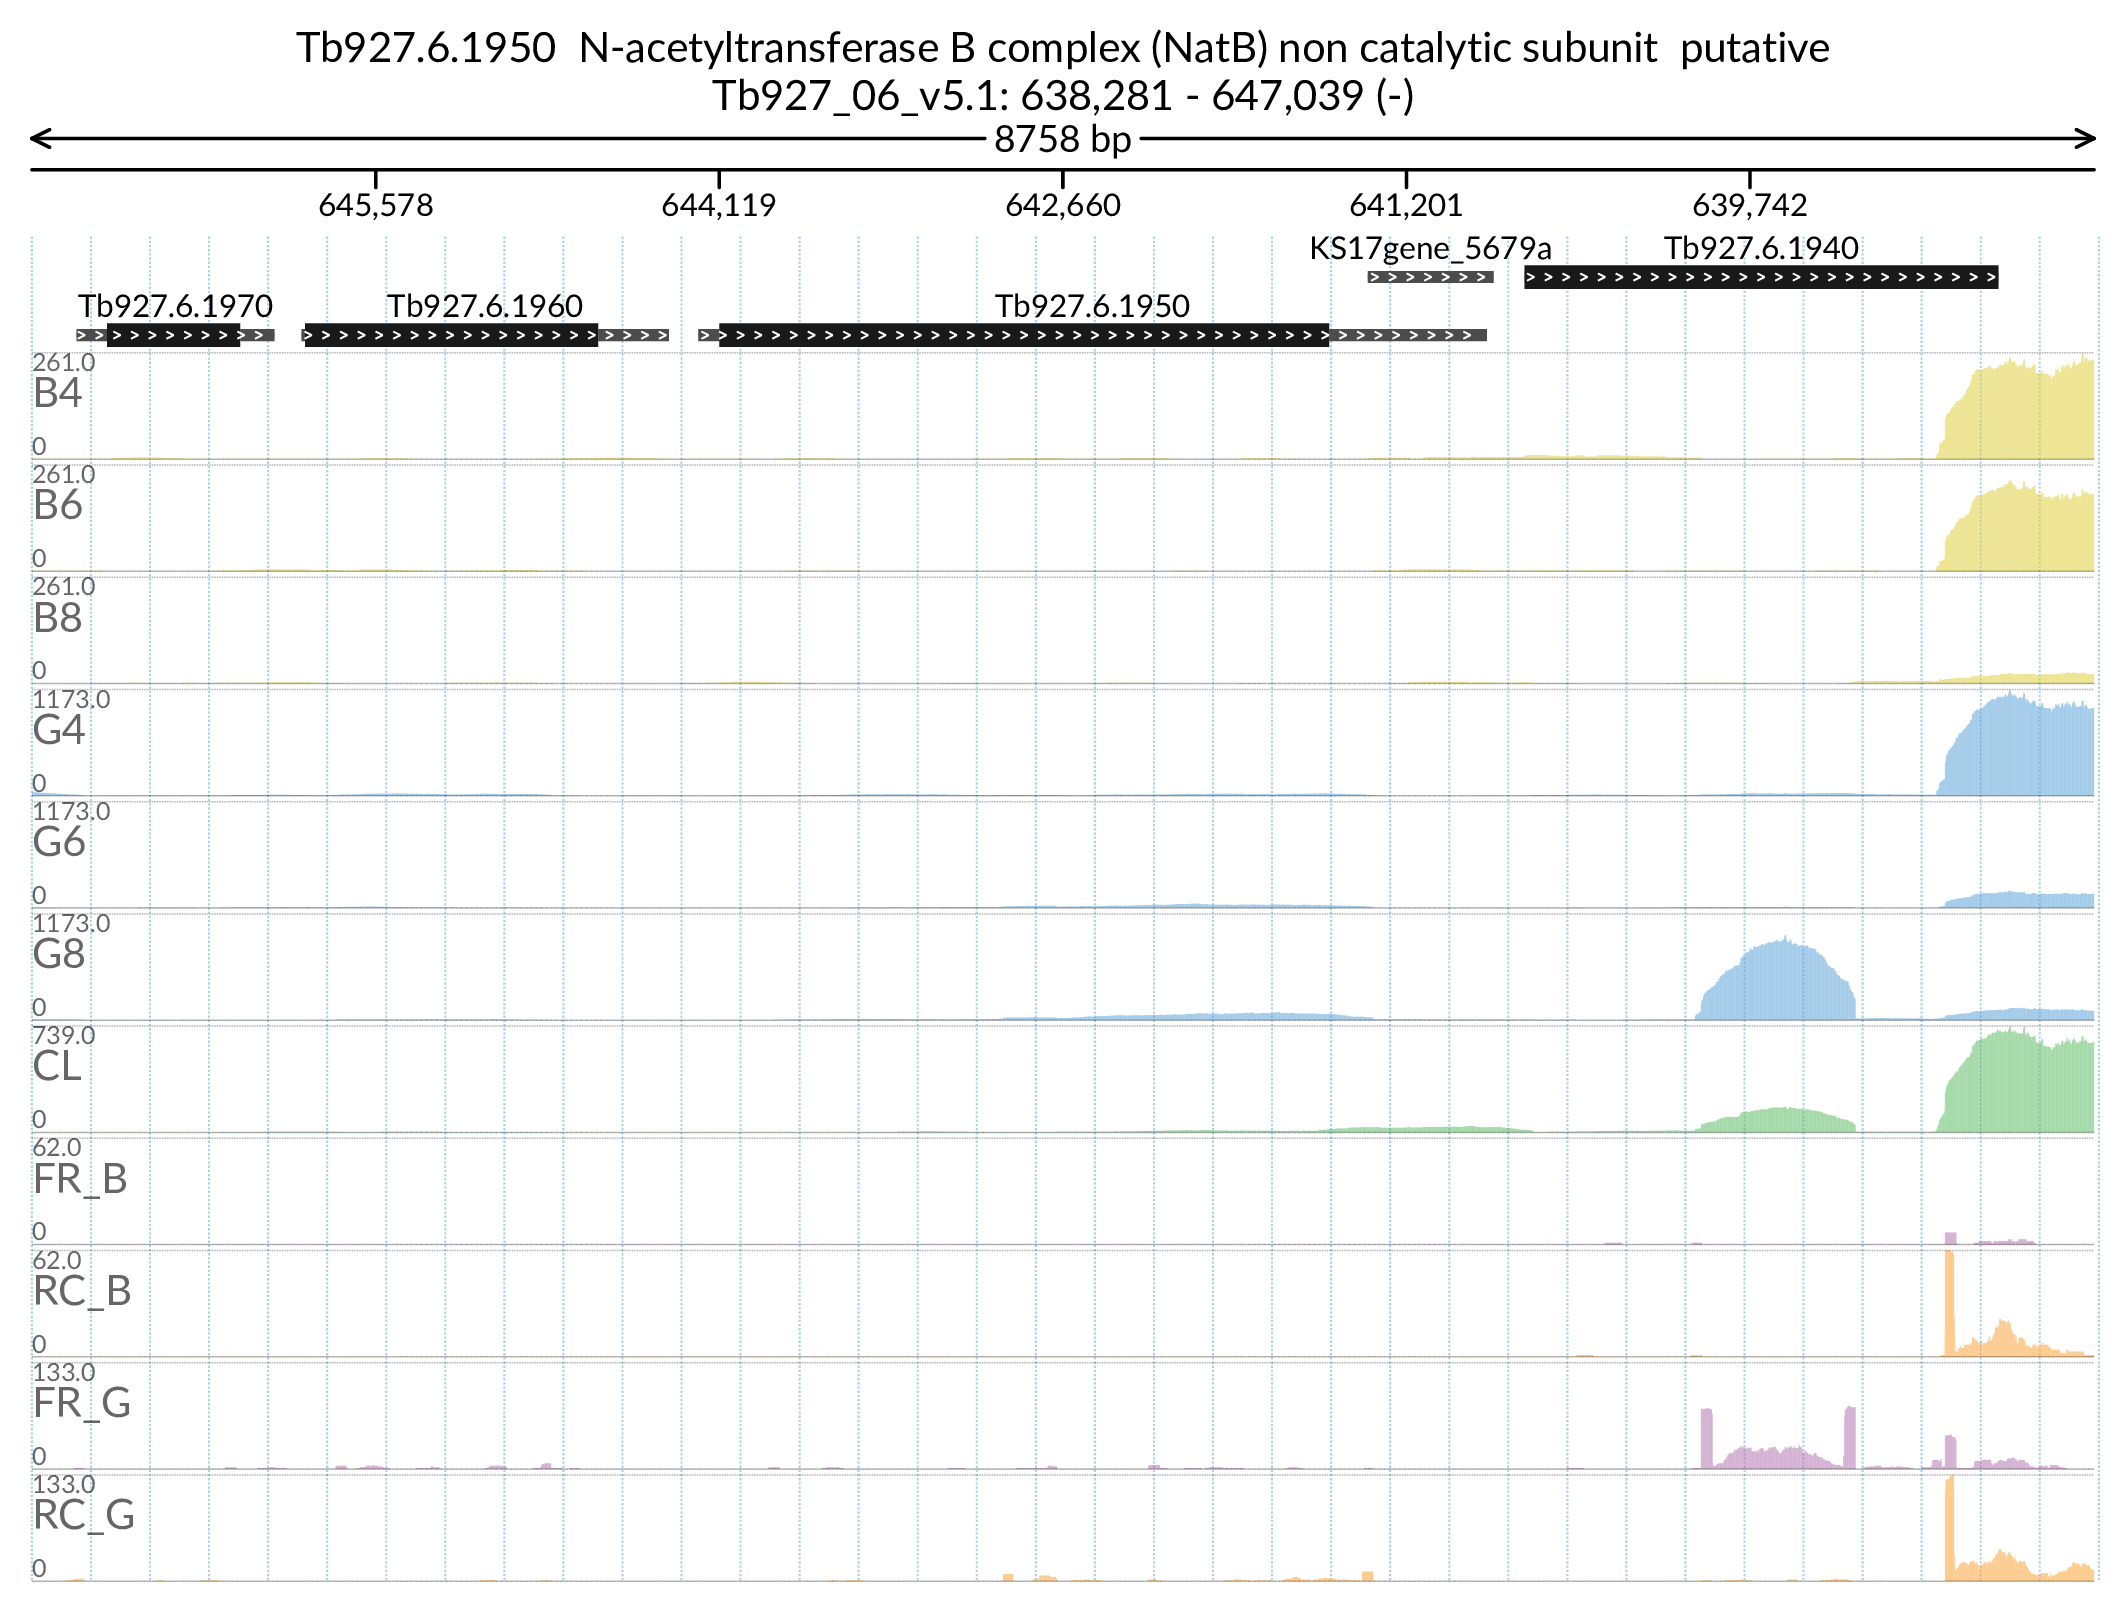 Tb927.6.1950  N-acetyltransferase B complex (NatB) non catalytic subunit  putative
Tb927_06_v5.1: 638,281 - 647,039 (-)
8758 bp
645,578 644,119 642,660 641,201 639,742
KS17gene_5679a Tb927.6.1940
Tb927.6.1970 Tb927.6.1960 Tb927.6.1950
261.0
B4
0
261.0
B6
0
261.0
B8
0
1173.0
G4
0
1173.0
G6
0
1173.0
G8
0
739.0
CL
0
62.0
FR_B
0
62.0
RC_B
0
133.0
FR_G
0
133.0
RC_G
0